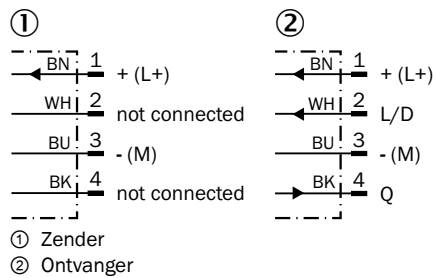 ① ②
BN 1 + (L+) BN 1 + (L+)
WH 2 not connected WH 2 L/D
BU 3 - (M) BU 3 - (M)
BK 4 not connected BK 4 Q
① Zender
② Ontvanger